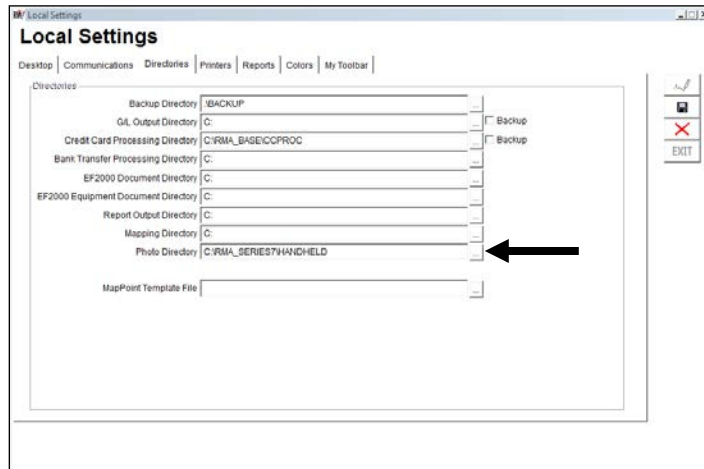 Local Settings
Local Settings
Desktop Communications Directories Printers Reports Colors My Toolbar
Directories
Backup Directory .\BACKUP ...
G/L Output Directory C: ... Backup
Credit Card Processing Directory C:\RMA_BASE\CCPROC ... Backup
Bank Transfer Processing Directory C: ...
EF2000 Document Directory C: ...
EF2000 Equipment Document Directory C: ...
Report Output Directory C: ...
Mapping Directory C: ...
Photo Directory C:\RMA_SERIES7\HANDHELD ...
MapPoint Template File ...
EXIT